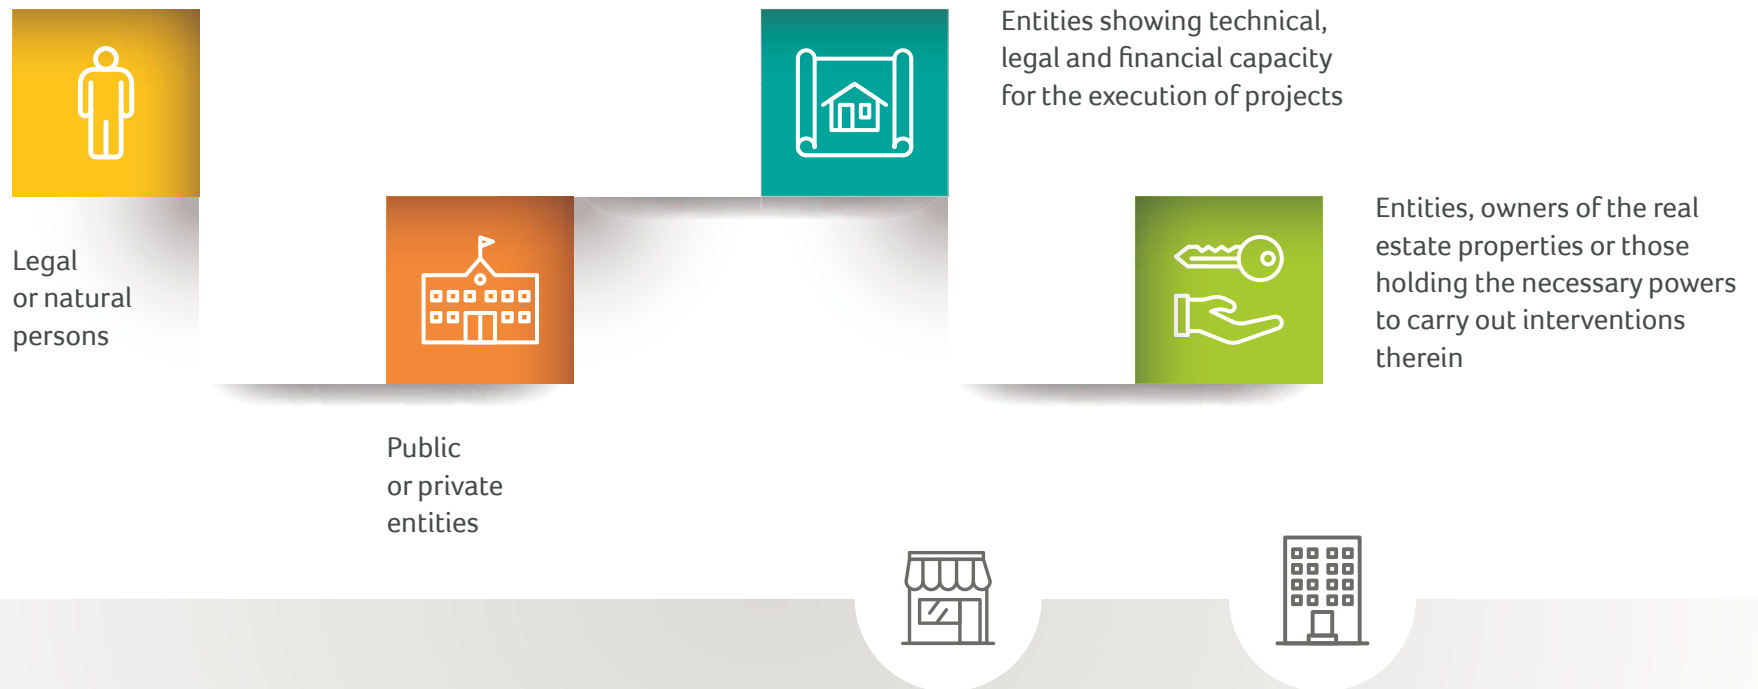 Legal
or natural
persons
Public
or private
entities
Entities showing technical,
legal and financial capacity
for the execution of projects
Entities, owners of the real
estate properties or those
holding the necessary powers
to carry out interventions
therein